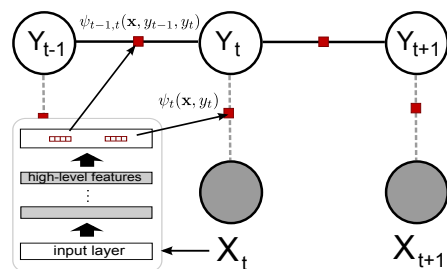 ψ_{t-1,t}(x, y_{t-1}, y_t)
Y_{t-1}
Y_t
Y_{t+1}
ψ_t(x, y_t)
high-level features
⋮
input layer
X_t
X_{t+1}